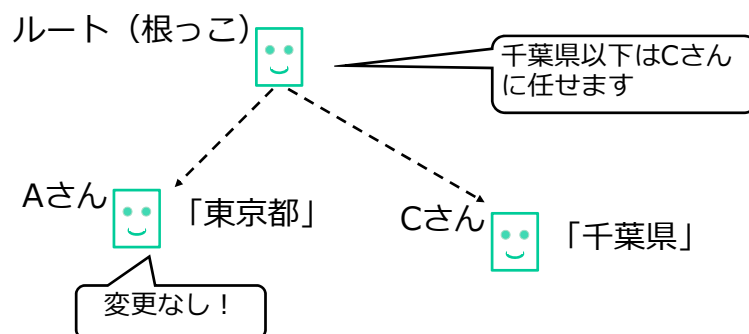 ルート（根っこ）
千葉県以下はCさん
に任せます
Aさん
「東京都」
Cさん
「千葉県」
変更なし！